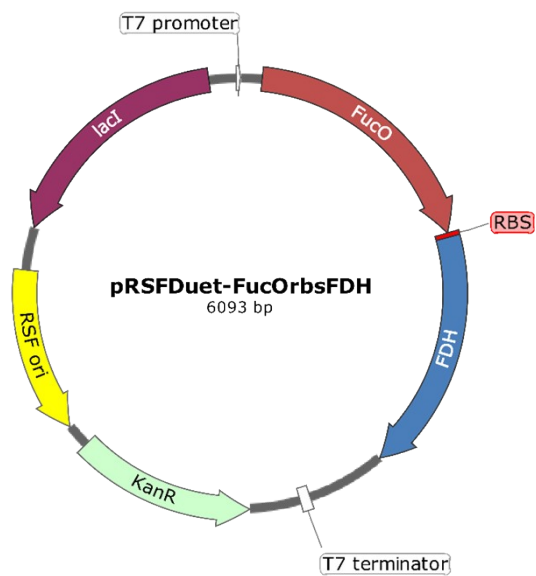 T7 promoter
lacI
FucO
RBS
pRSFDuet-FucOrbsFDH
6093 bp
RSF ori
FDH
KanR
T7 terminator